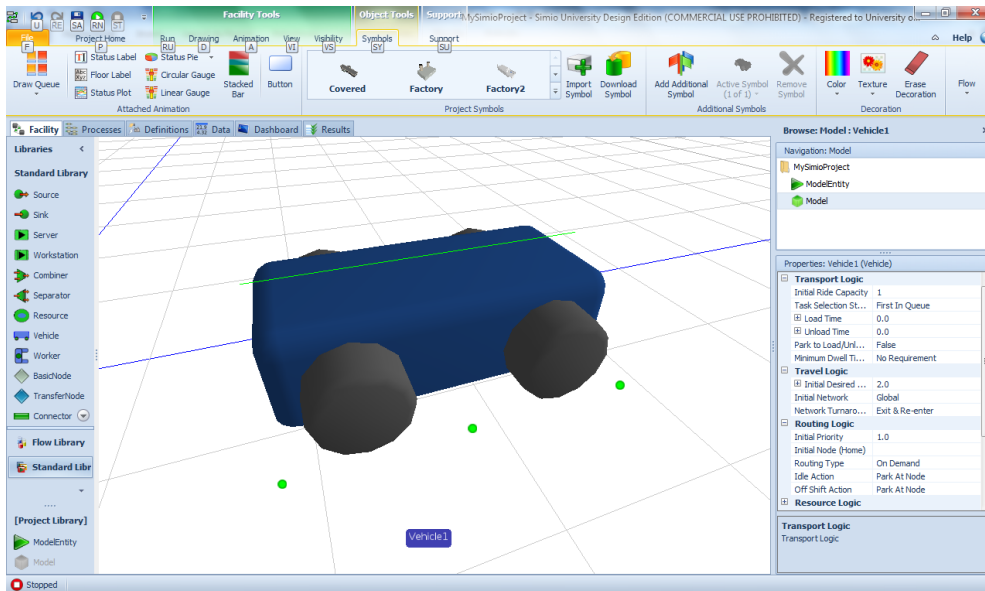 U RE SA RN ST
Facility Tools
Object Tools
Support
MySimioProject - Simio University Design Edition (COMMERCIAL USE PROHIBITED) - Registered to University o...
File Project Home Run Drawing Animation View Visibility Symbols Support Help
F P RU D A VI VS SY SU
Draw Queue
Status Label
Floor Label
Status Plot
Status Pie
Circular Gauge
Linear Gauge
Stacked Bar
Button
Attached Animation
Covered
Factory
Factory2
Project Symbols
Import Symbol
Download Symbol
Add Additional Symbol
Active Symbol (1 of 1)
Remove Symbol
Additional Symbols
Color
Texture
Erase Decoration
Decoration
Flow
Facility Processes Definitions Data Dashboard Results
Libraries
Standard Library
Source
Sink
Server
Workstation
Combiner
Separator
Resource
Vehicle
Worker
BasicNode
TransferNode
Connector
Flow Library
Standard Libr
[Project Library]
ModelEntity
Model
Vehicle1
Browse: Model : Vehicle1
Navigation: Model
MySimioProject
ModelEntity
Model
Properties: Vehicle1 (Vehicle)
Transport Logic
Initial Ride Capacity 1
Task Selection St... First In Queue
Load Time 0.0
Unload Time 0.0
Park to Load/Unl... False
Minimum Dwell Ti... No Requirement
Travel Logic
Initial Desired ... 2.0
Initial Network Global
Network Turnaro... Exit & Re-enter
Routing Logic
Initial Priority 1.0
Initial Node (Home)
Routing Type On Demand
Idle Action Park At Node
Off Shift Action Park At Node
Resource Logic
Transport Logic
Transport Logic
Stopped